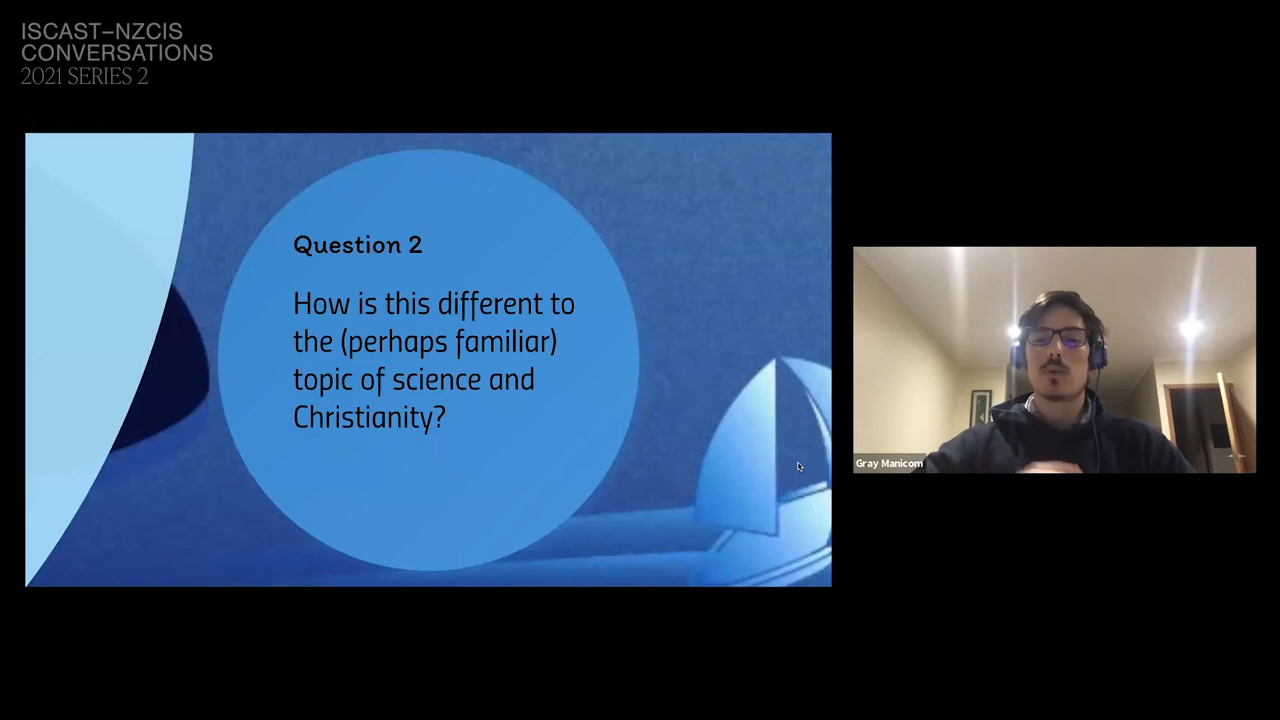 ISCAST–NZCIS
CONVERSATIONS
2021 SERIES 2
Question 2
How is this different to
the (perhaps familiar)
topic of science and
Christianity?
Gray Manicom